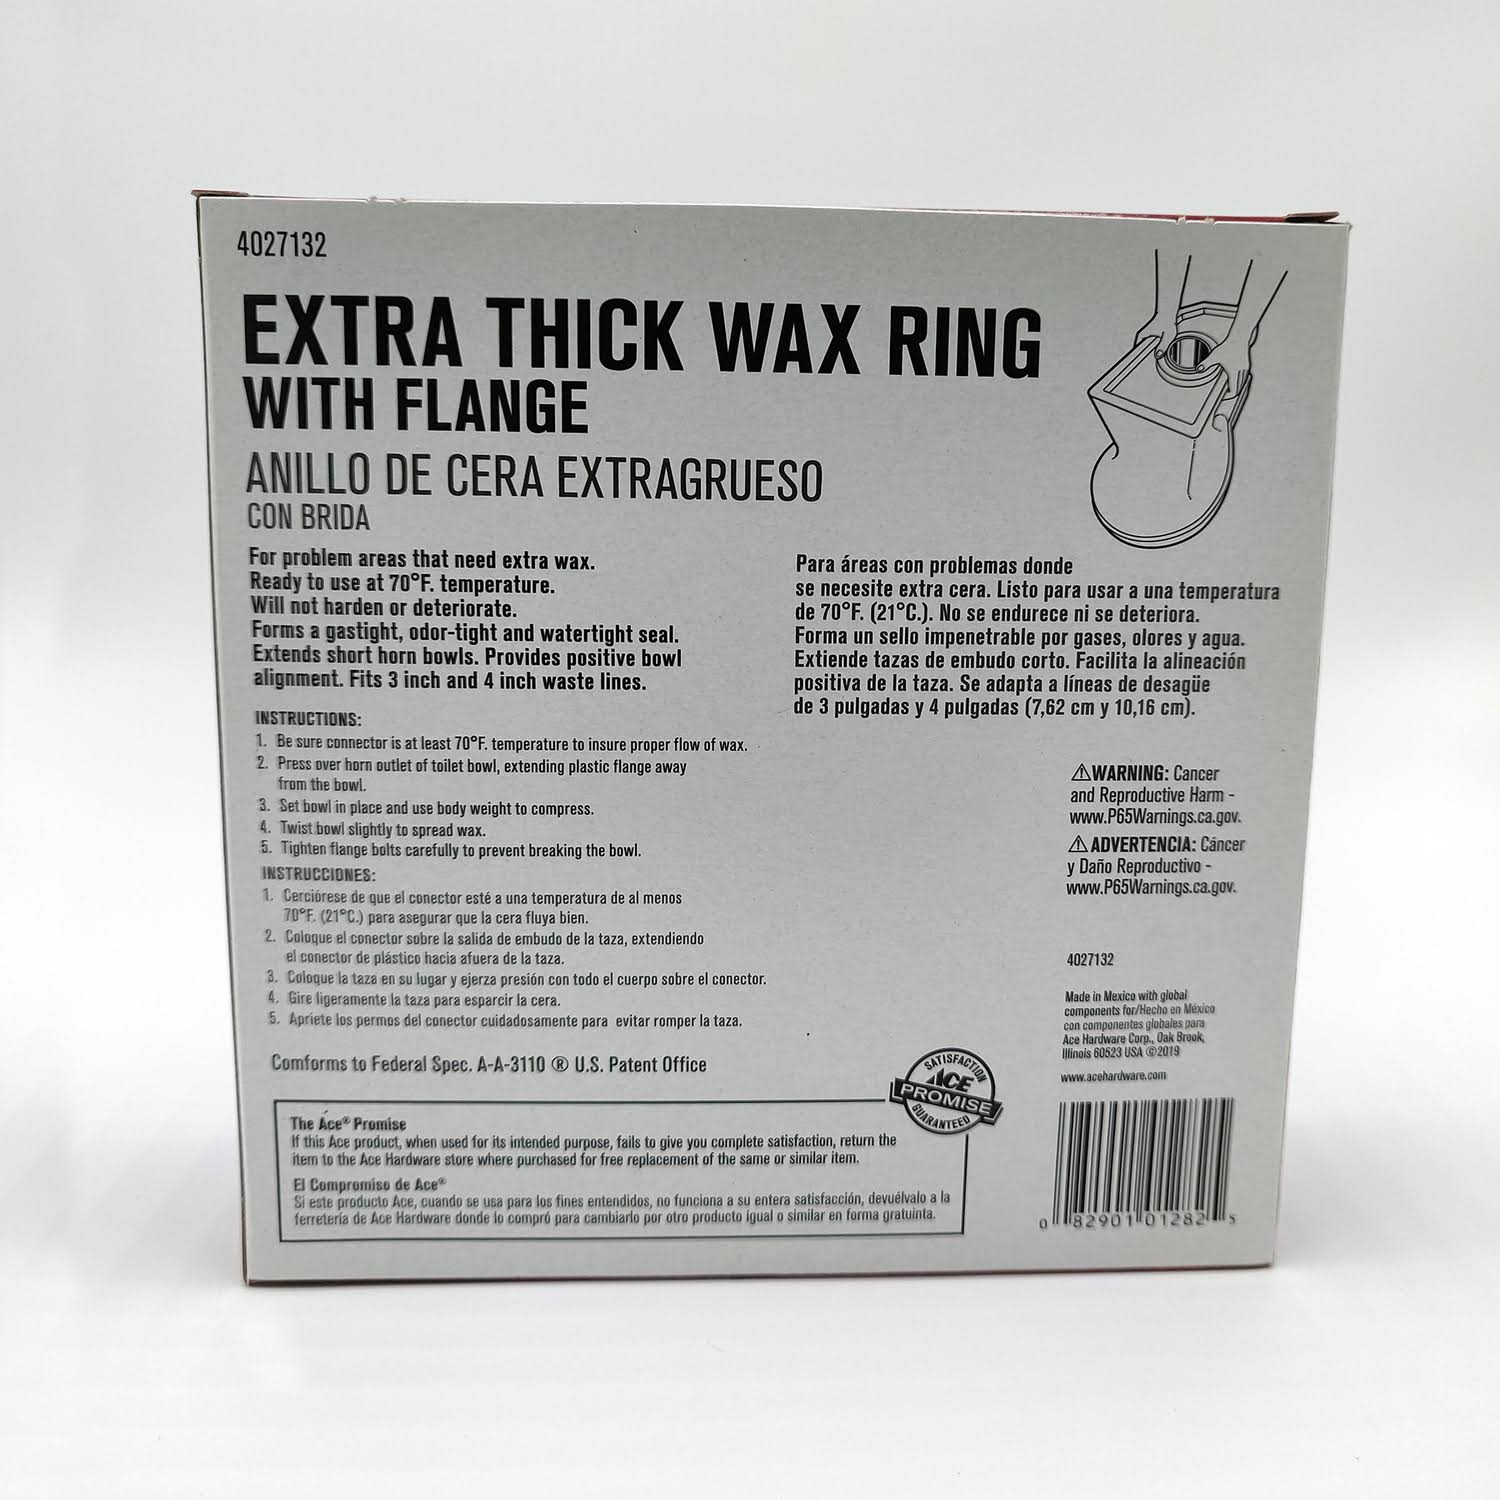 4027132
EXTRA THICK WAX RING
WITH FLANGE
ANILLO DE CERA EXTRAGRUESO
CON BRIDA
For problem areas that need extra wax.
Ready to use at 70°F. temperature.
Will not harden or deteriorate.
Forms a gastight, odor-tight and watertight seal.
Extends short horn bowls. Provides positive bowl
alignment. Fits 3 inch and 4 inch waste lines.
Para áreas con problemas donde
se necesite extra cera. Listo para usar a una temperatura
de 70°F. (21°C.). No se endurece ni se deteriora.
Forma un sello impenetrable por gases, olores y agua.
Extiende tazas de embudo corto. Facilita la alineación
positiva de la taza. Se adapta a líneas de desagüe
de 3 pulgadas y 4 pulgadas (7,62 cm y 10,16 cm).
INSTRUCTIONS:
1. Be sure connector is at least 70°F. temperature to insure proper flow of wax.
2. Press over horn outlet of toilet bowl, extending plastic flange away
from the bowl.
3. Set bowl in place and use body weight to compress.
4. Twist bowl slightly to spread wax.
5. Tighten flange bolts carefully to prevent breaking the bowl.
INSTRUCCIONES:
1. Cerciórese de que el conector esté a una temperatura de al menos
70°F. (21°C.) para asegurar que la cera fluya bien.
2. Coloque el conector sobre la salida de embudo de la taza, extendiendo
el conector de plástico hacia afuera de la taza.
3. Coloque la taza en su lugar y ejerza presión con todo el cuerpo sobre el conector.
4. Gire ligeramente la taza para esparcir la cera.
5. Apriete los pernos del conector cuidadosamente para evitar romper la taza.
Comforms to Federal Spec. A-A-3110 ® U.S. Patent Office
⚠WARNING: Cancer
and Reproductive Harm -
www.P65Warnings.ca.gov.
⚠ADVERTENCIA: Cáncer
y Daño Reproductivo -
www.P65Warnings.ca.gov.
4027132
Made in Mexico with global
components for/Hecho en México
con componentes globales para
Ace Hardware Corp., Oak Brook,
Illinois 60523 USA ©2019
www.acehardware.com
SATISFACTION
ACE
PROMISE
GUARANTEED
The Ace® Promise
If this Ace product, when used for its intended purpose, fails to give you complete satisfaction, return the
item to the Ace Hardware store where purchased for free replacement of the same or similar item.
El Compromiso de Ace®
Si este producto Ace, cuando se usa para los fines entendidos, no funciona a su entera satisfacción, devuélvalo a la
ferretería de Ace Hardware donde lo compró para cambiarlo por otro producto igual o similar en forma gratuinta.
0 82901 01282 5